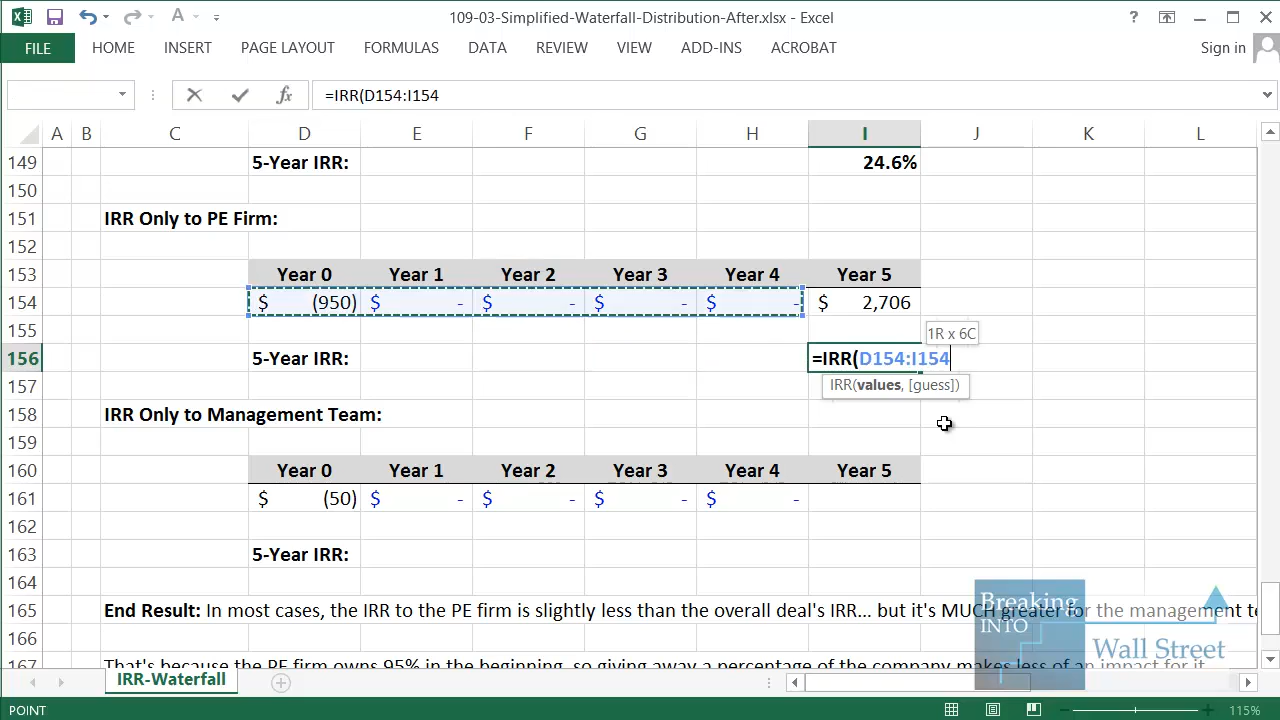 109-03-Simplified-Waterfall-Distribution-After.xlsx - Excel
FILE HOME INSERT PAGE LAYOUT FORMULAS DATA REVIEW VIEW ADD-INS ACROBAT Sign in
fx =IRR(D154:I154
A B C D E F G H I J K L
149 5-Year IRR: 24.6%
150
151 IRR Only to PE Firm:
152
153 Year 0 Year 1 Year 2 Year 3 Year 4 Year 5
154 $ (950) $ - $ - $ - $ - $ 2,706
155 1R x 6C
156 5-Year IRR: =IRR(D154:I154
157 IRR(values, [guess])
158 IRR Only to Management Team:
159
160 Year 0 Year 1 Year 2 Year 3 Year 4 Year 5
161 $ (50) $ - $ - $ - $ -
162
163 5-Year IRR:
164
165 End Result: In most cases, the IRR to the PE firm is slightly less than the overall deal's IRR... but it's MUCH greater for the management te
Breaking
INTO
Wall Street
166
167 That's because the PE firm owns 95% in the beginning, so giving away a percentage of the company makes less of an impact for it.
IRR-Waterfall
POINT 115%